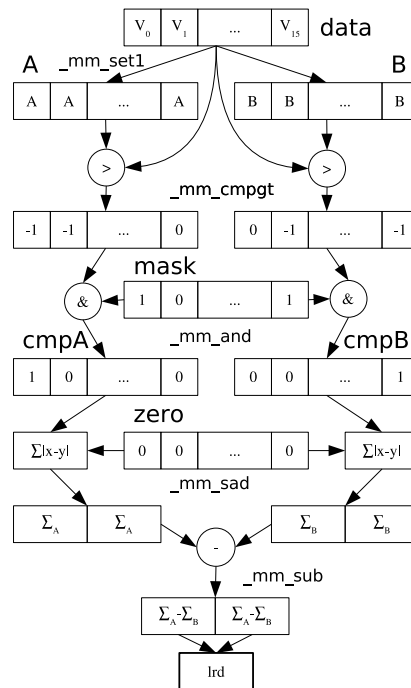 V0 V1 ... V15 data
A _mm_set1 B
A A ... A B B ... B
> >
_mm_cmpgt
-1 -1 ... 0 0 -1 ... -1
mask
& 1 0 ... 1 &
cmpA _mm_and cmpB
1 0 ... 0 0 0 ... 1
zero
Σ|x-y| 0 0 ... 0 Σ|x-y|
_mm_sad
ΣA ΣA ΣB ΣB
-
_mm_sub
ΣA-ΣB ΣA-ΣB
lrd